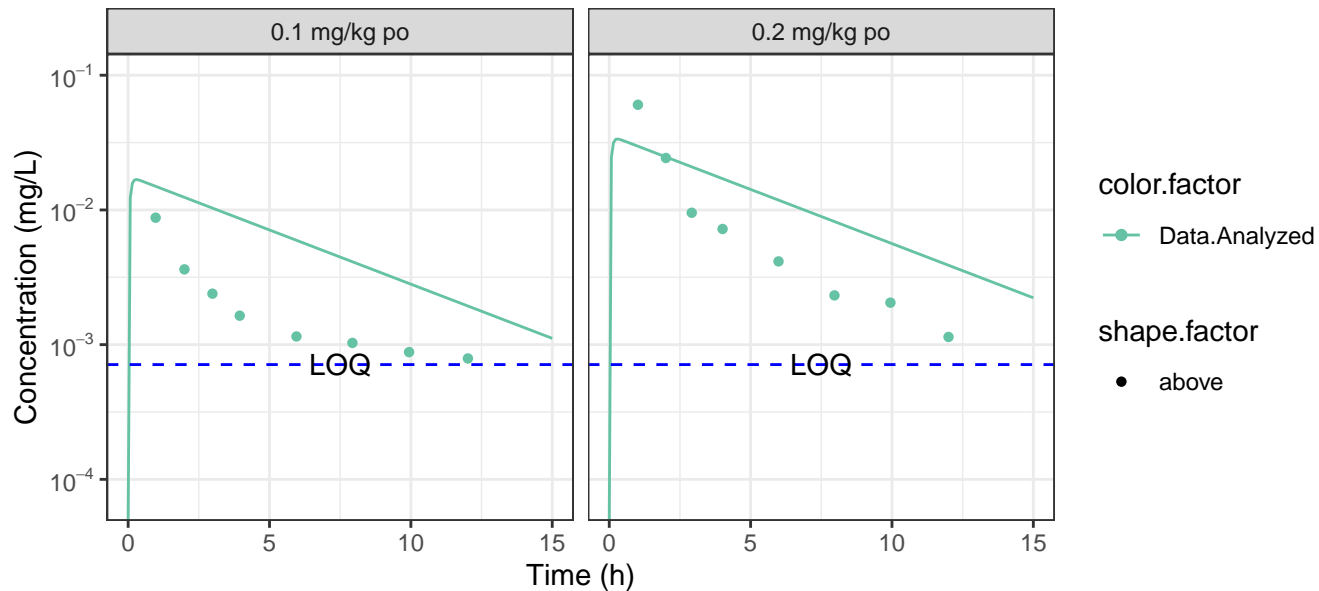 0.1 mg/kg po
0.2 mg/kg po
Concentration (mg/L)
10⁻¹
10⁻²
10⁻³
10⁻⁴
LOQ
LOQ
0 5 10 15
0 5 10 15
Time (h)
color.factor
Data.Analyzed
shape.factor
above